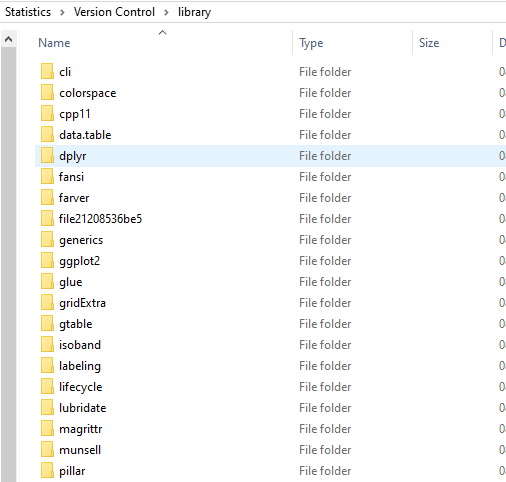 Statistics > Version Control > library
Name Type Size D
cli File folder 0
colorspace File folder 0
cpp11 File folder 0
data.table File folder 0
dplyr File folder 0
fansi File folder 0
farver File folder 0
file21208536be5 File folder 0
generics File folder 0
ggplot2 File folder 0
glue File folder 0
gridExtra File folder 0
gtable File folder 0
isoband File folder 0
labeling File folder 0
lifecycle File folder 0
lubridate File folder 0
magrittr File folder 0
munsell File folder 0
pillar File folder 0